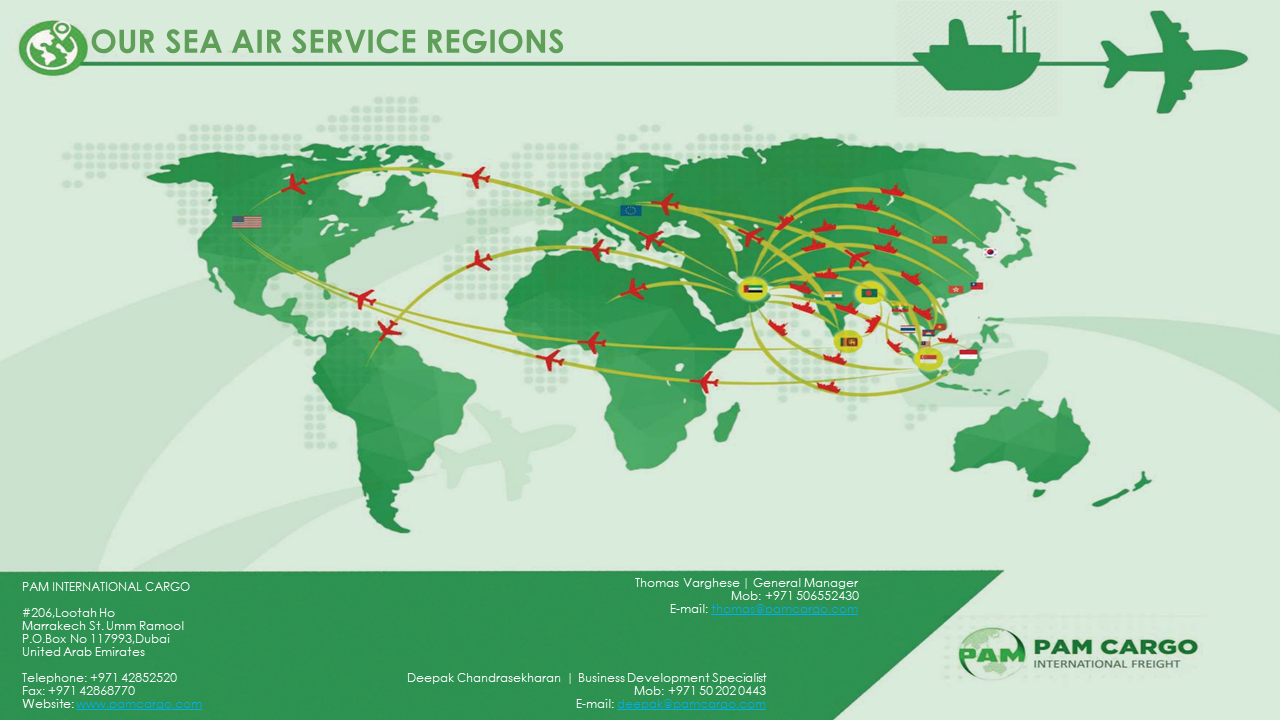 OUR SEA AIR SERVICE REGIONS
PAM INTERNATIONAL CARGO
#206,Lootah Ho
Marrakech St. Umm Ramool
P.O.Box No 117993,Dubai
United Arab Emirates
Telephone: +971 42852520
Fax: +971 42868770
Website: www.pamcargo.com
Thomas Varghese | General Manager
Mob: +971 506552430
E-mail: thomas@pamcargo.com
Deepak Chandrasekharan | Business Development Specialist
Mob: +971 50 202 0443
E-mail: deepak@pamcargo.com
PAM
PAM CARGO
INTERNATIONAL FREIGHT